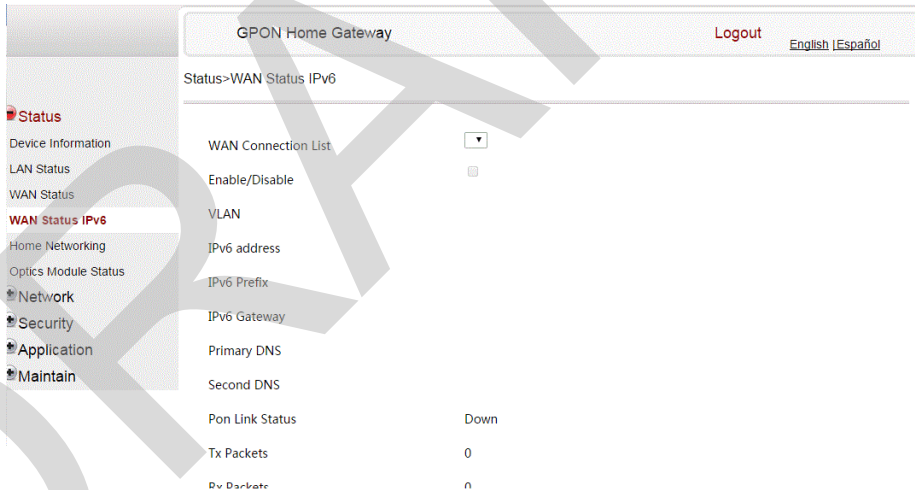 GPON Home Gateway
Logout
English |Español
Status>WAN Status IPv6
Status
Device Information
LAN Status
WAN Status
WAN Status IPv6
Home Networking
Optics Module Status
Network
Security
Application
Maintain
WAN Connection List
Enable/Disable
VLAN
IPv6 address
IPv6 Prefix
IPv6 Gateway
Primary DNS
Second DNS
Pon Link Status Down
Tx Packets 0
Rx Packets 0